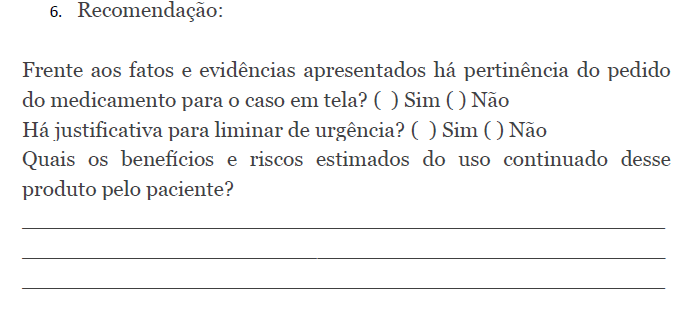 6. Recomendação:
Frente aos fatos e evidências apresentados há pertinência do pedido
do medicamento para o caso em tela? (  ) Sim ( ) Não
Há justificativa para liminar de urgência? (  ) Sim ( ) Não
Quais os benefícios e riscos estimados do uso continuado desse
produto pelo paciente?